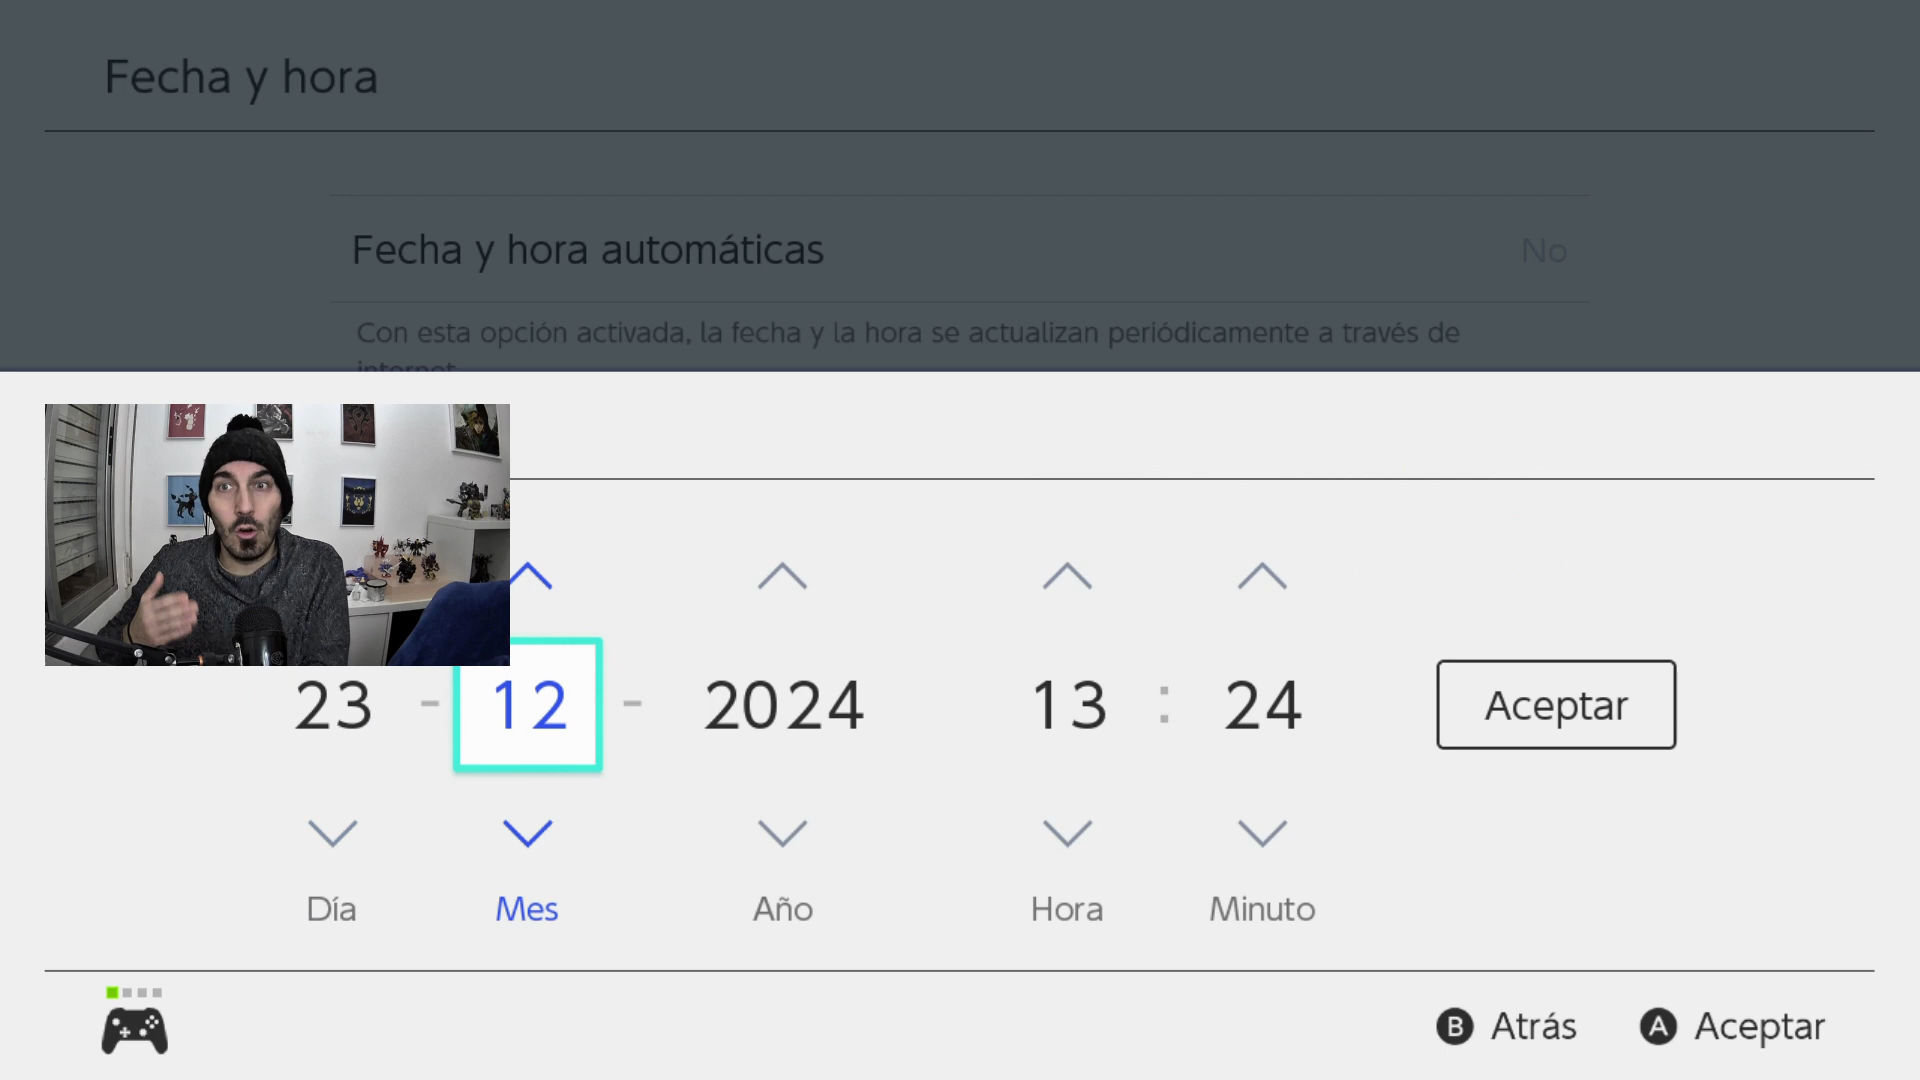 Fecha y hora
Fecha y hora automáticas No
Con esta opción activada, la fecha y la hora se actualizan periódicamente a través de
internet
23 - 12 - 2024 13 : 24 Aceptar
Día Mes Año Hora Minuto
B Atrás A Aceptar